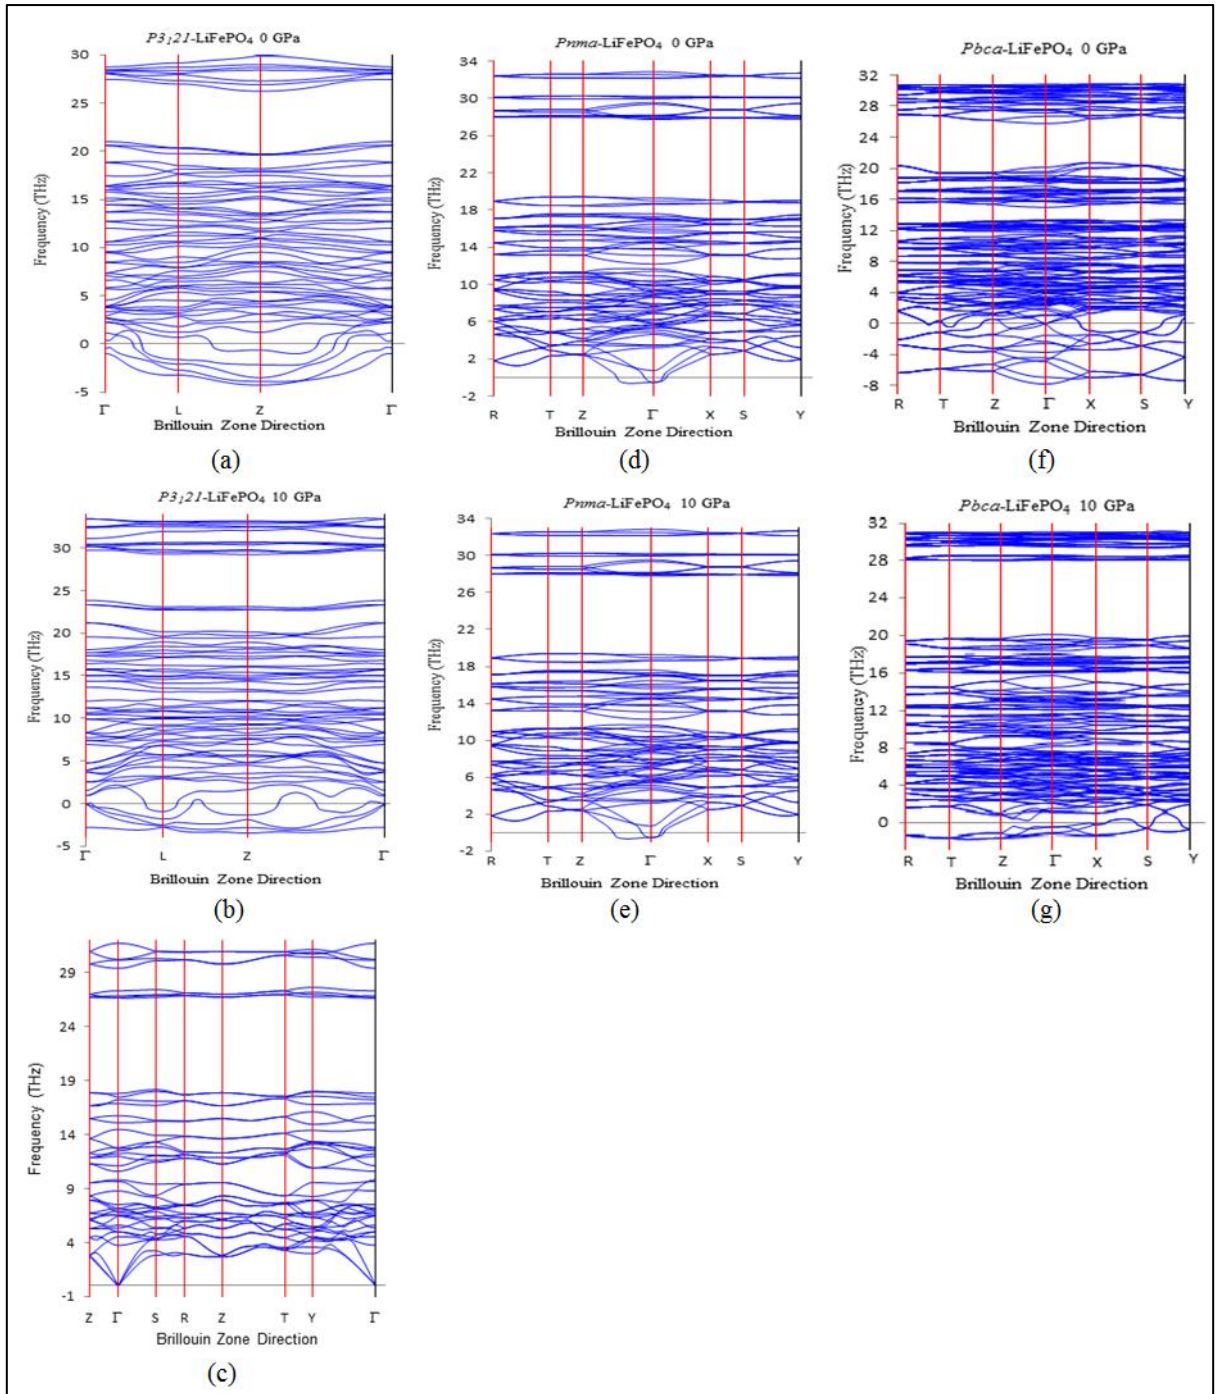 P3₁21-LiFePO₄ 0 GPa
30
25
20
15
10
5
0
-5
Frequency (THz)
Γ L Z Γ
Brillouin Zone Direction
(a)
Pnma-LiFePO₄ 0 GPa
34
30
26
22
18
14
10
6
2
-2
Frequency (THz)
R T Z Γ X S Y
Brillouin Zone Direction
(d)
Pbca-LiFePO₄ 0 GPa
32
28
24
20
16
12
8
4
0
-4
-8
Frequency (THz)
R T Z Γ X S Y
Brillouin Zone Direction
(f)
P3₁21-LiFePO₄ 10 GPa
30
25
20
15
10
5
0
-5
Frequency (THz)
Γ L Z Γ
Brillouin Zone Direction
(b)
Pnma-LiFePO₄ 10 GPa
34
30
26
22
18
14
10
6
2
-2
Frequency (THz)
R T Z Γ X S Y
Brillouin Zone Direction
(e)
Pbca-LiFePO₄ 10 GPa
32
28
24
20
16
12
8
4
0
Frequency (THz)
R T Z Γ X S Y
Brillouin Zone Direction
(g)
29
24
19
14
9
4
-1
Frequency (THz)
Z Γ S R Z T Y Γ
Brillouin Zone Direction
(c)